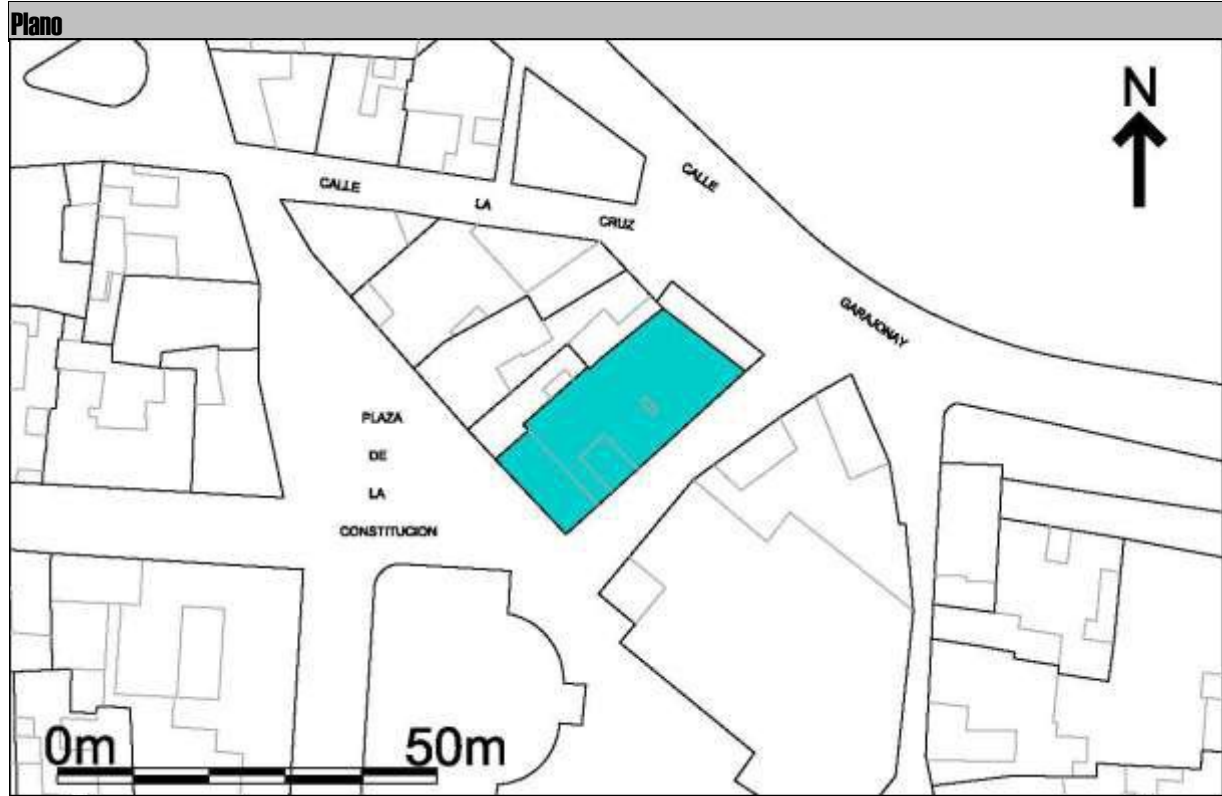 Plano
N
CALLE
LA
CRUZ
CALLE
GARAJONAY
PLAZA
DE
LA
CONSTITUCION
0m 50m